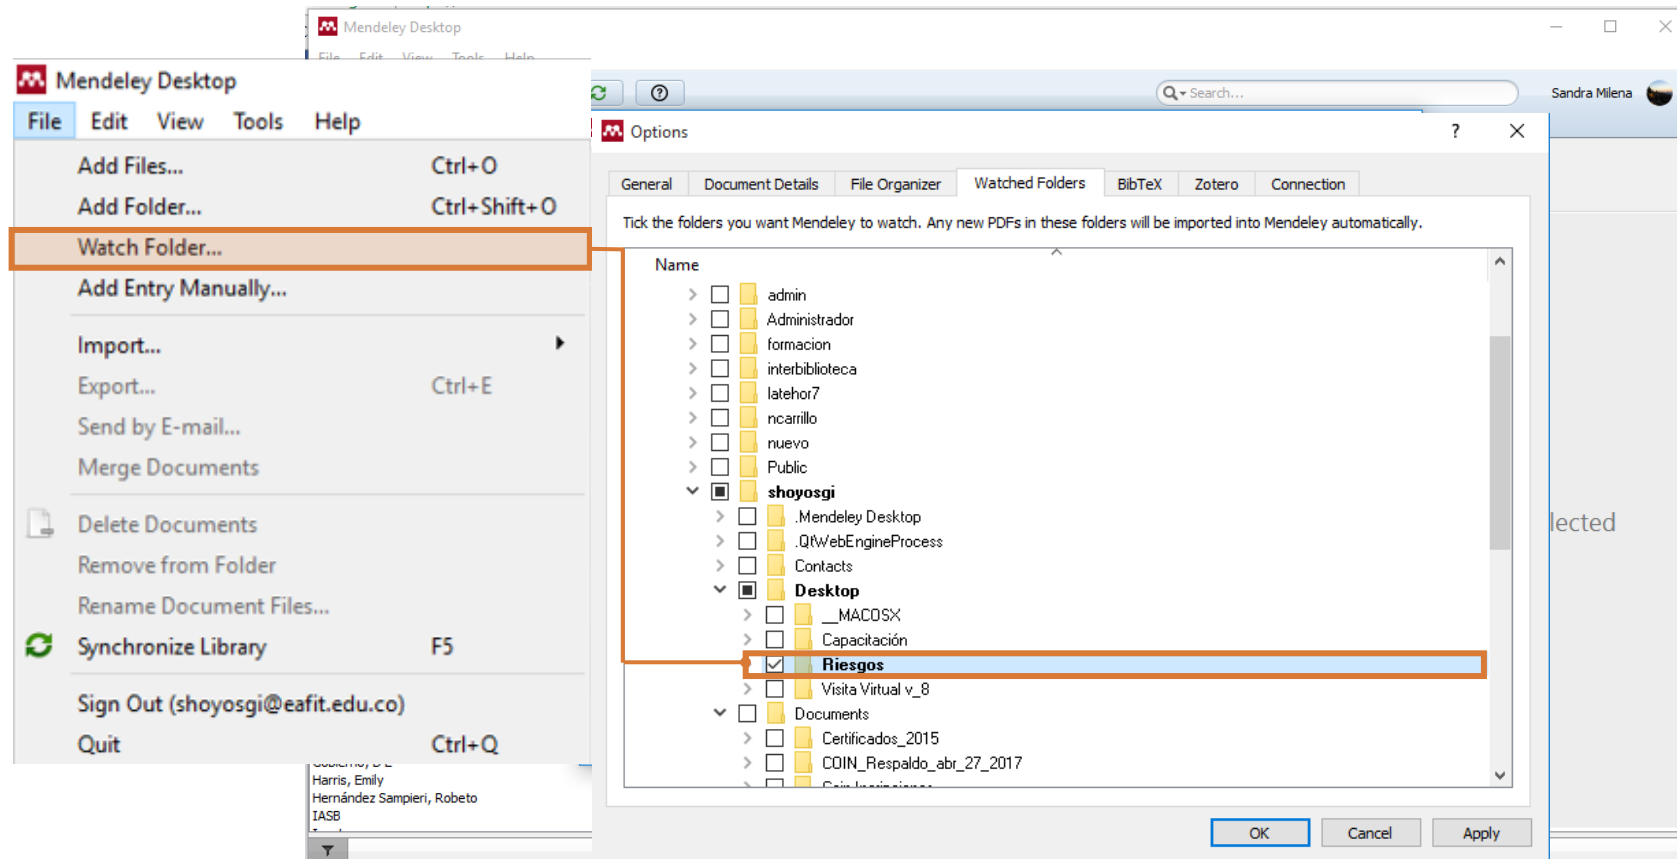 Mendeley Desktop
File Edit View Tools Help
Search...
Sandra Milena
Mendeley Desktop
File Edit View Tools Help
Add Files... Ctrl+O
Add Folder... Ctrl+Shift+O
Watch Folder...
Add Entry Manually...
Import...
Export... Ctrl+E
Send by E-mail...
Merge Documents
Delete Documents
Remove from Folder
Rename Document Files...
Synchronize Library F5
Sign Out (shoyosgi@eafit.edu.co)
Quit Ctrl+Q
Harris, Emily
Hernández Sampieri, Robeto
IASB
Options
General Document Details File Organizer Watched Folders BibTeX Zotero Connection
Tick the folders you want Mendeley to watch. Any new PDFs in these folders will be imported into Mendeley automatically.
Name
admin
Administrador
formacion
interbiblioteca
latehor7
ncarrillo
nuevo
Public
shoyosgi
.Mendeley Desktop
.QtWebEngineProcess
Contacts
Desktop
__MACOSX
Capacitación
Riesgos
Visita Virtual v_8
Documents
Certificados_2015
COIN_Respaldo_abr_27_2017
OK Cancel Apply
lected